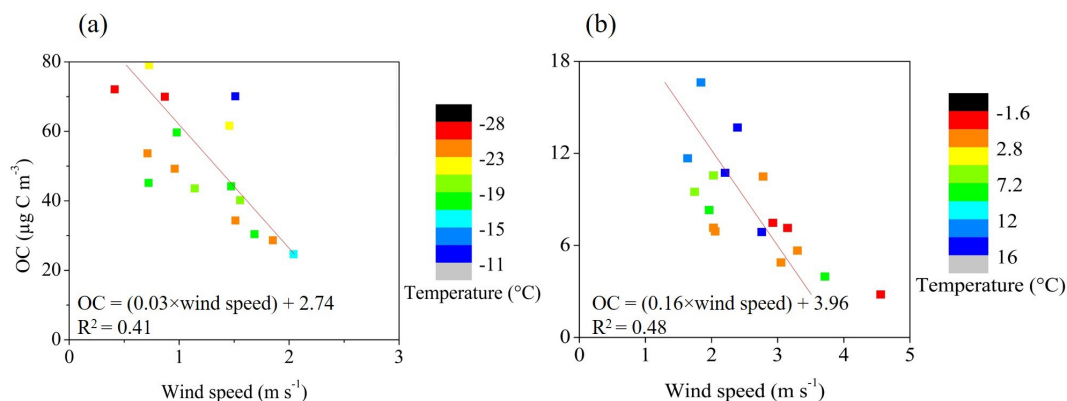 (a)
80
60
40
20
0
0
1
2
3
OC (µg C m⁻³)
Wind speed (m s⁻¹)
OC = (0.03×wind speed) + 2.74
R² = 0.41
-28
-23
-19
-15
-11
Temperature (°C)
(b)
18
12
6
0
0
1
2
3
4
5
Wind speed (m s⁻¹)
OC = (0.16×wind speed) + 3.96
R² = 0.48
-1.6
2.8
7.2
12
16
Temperature (°C)